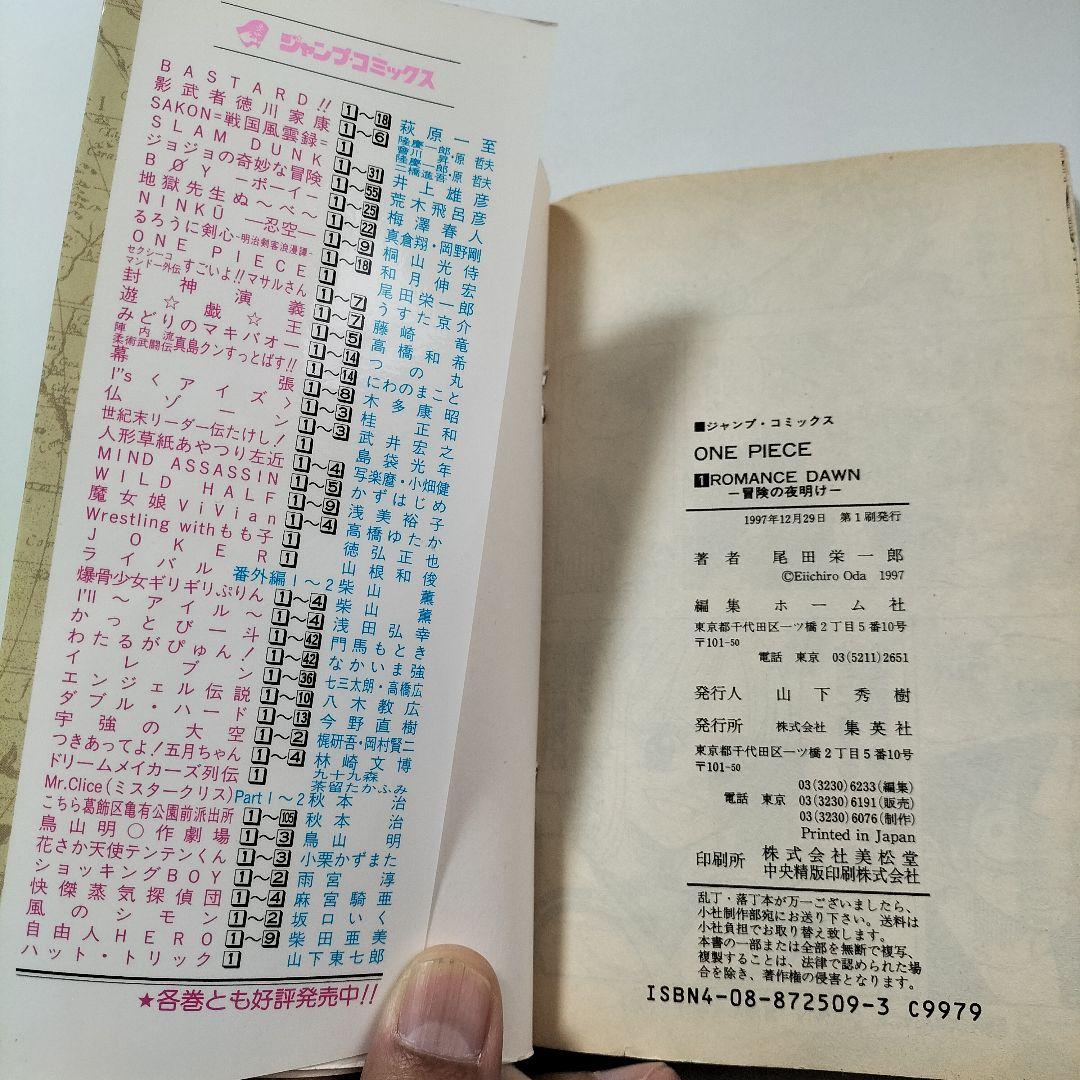 ジャンプ・コミックス
BASTARD!! 1～18 萩原一至
影武者徳川家康 1～6 隆慶一郎・原哲夫 會川昇
SAKON=戦国風雲録= 1 隆慶一郎・原哲夫 二橋進吾
SLAM DUNK 1～31 井上雄彦
ジョジョの奇妙な冒険 1～55 荒木飛呂彦
BØY —ボーイ— 1～25 梅澤春人
地獄先生ぬ～べ～ 1～22 真倉翔・岡野剛
NINKŪ —忍空— 1～9 桐山光侍
るろうに剣心 -明治剣客浪漫譚- 1～18 和月伸宏
ONE PIECE 1 尾田栄一郎
セクシーコマンドー外伝 すごいよ!!マサルさん 1～7 うすた京介
封神演義 1～7 藤崎竜
遊☆戯☆王 1～5 高橋和希
みどりのマキバオー 1～14 つの丸
陣内流柔術武闘伝 真島クンすっとばす!! 1～14 にわのまこと
幕張 1～8 木多康昭
I"s〈アイズ〉 1～3 桂正和
仏ゾーン 1～3 武井宏之
世紀末リーダー伝たけし! 島袋光年
人形草紙あやつり左近 1～4 写楽麿・小畑健
MIND ASSASSIN 1～5 かずはじめ
WILD HALF 1～9 浅美裕子
魔女娘ViVian 1～4 高橋ゆたか
Wrestling withもも子 1 徳弘正也
JOKER 1 山根和俊
ライバル 番外編1～2 柴山薫
爆骨少女ギリギリぷりん 1～4 柴山薫
I'll～アイル～ 1～4 浅田弘幸
かっとび一斗 1～42 門馬もとき
わたるがぴゅん! 1～42 なかいま強
イレブン 1～36 七三太朗・高橋広
エンジェル伝説 1～10 八木教広
ダブル・ハード 1～13 今野直樹
宇強の大空 1～2 梶研吾・岡村賢二
つきあってよ!五月ちゃん 1～4 林崎文博
ドリームメイカーズ列伝 1 九十九森 茶留たかふみ
Mr.Clice(ミスタークリス) Part1～2 秋本治
こちら葛飾区亀有公園前派出所 1～105 秋本治
鳥山明○作劇場 1～3 鳥山明
花さか天使テンテンくん 1～3 小栗かずまた
ショッキングBOY 1～2 雨宮淳
快傑蒸気探偵団 1～4 麻宮騎亜
風のシモン 1～2 坂口いく
自由人HERO 1～9 柴田亜美
ハット・トリック 1 山下東七郎
★各巻とも好評発売中!!
■ジャンプ・コミックス
ONE PIECE
1 ROMANCE DAWN
—冒険の夜明け—
1997年12月29日 第1刷発行
著者 尾田栄一郎
©Eiichiro Oda 1997
編集 ホーム社
東京都千代田区一ツ橋2丁目5番10号
〒101-50
電話 東京 03(5211)2651
発行人 山下秀樹
発行所 株式会社 集英社
東京都千代田区一ツ橋2丁目5番10号
〒101-50
03(3230)6233(編集)
電話 東京 03(3230)6191(販売)
03(3230)6076(制作)
Printed in Japan
印刷所 株式会社美松堂
中央精版印刷株式会社
乱丁・落丁本が万一ございましたら、
小社制作部宛にお送り下さい。送料は
小社負担でお取り替え致します。
本書の一部または全部を無断で複写、
複製することは、法律で認められた場
合を除き、著作権の侵害となります。
ISBN4-08-872509-3 C9979